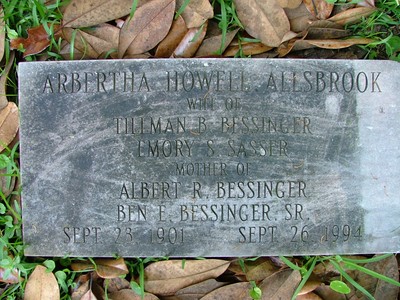 ARBERTHA HOWELL ALLSBROOK
WIFE OF
TILLMAN B. BESSINGER
EMORY S. SASSER
MOTHER OF
ALBERT R. BESSINGER
BEN E. BESSINGER, SR.
SEPT. 23, 1901 SEPT. 26, 1994